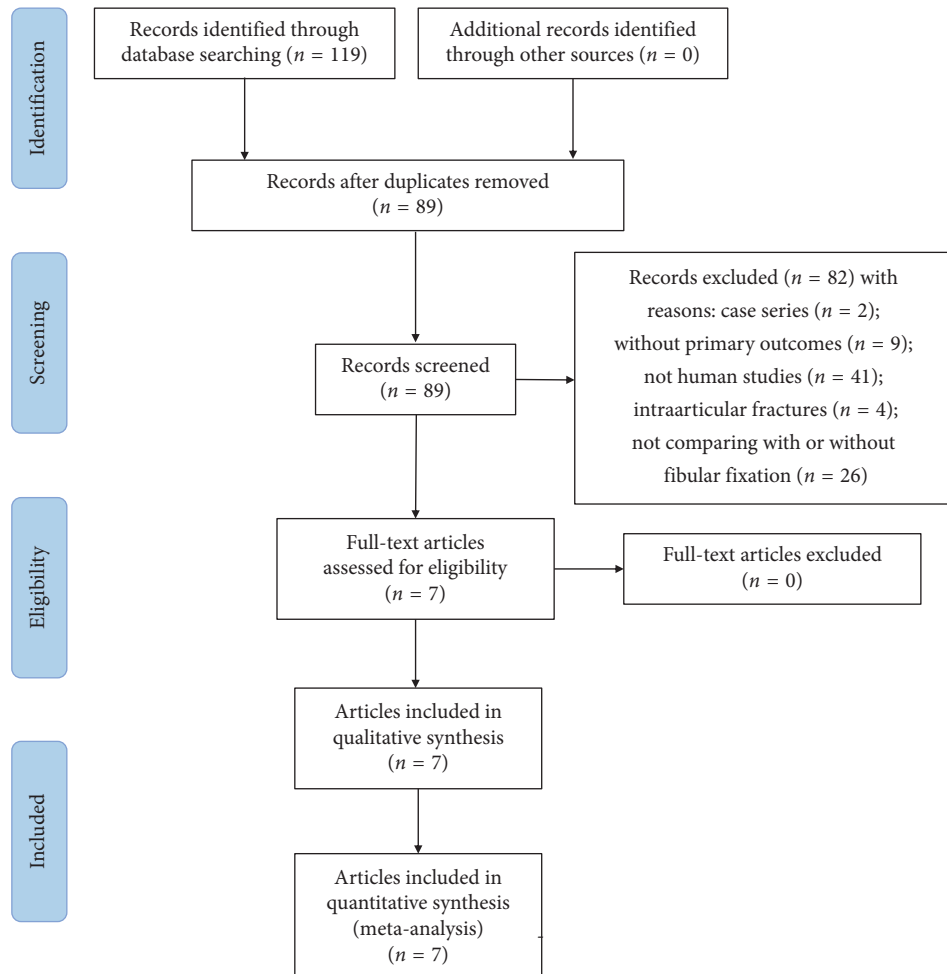 Identification
Records identified through
database searching (n = 119)
Additional records identified
through other sources (n = 0)
Records after duplicates removed
(n = 89)
Screening
Records screened
(n = 89)
Records excluded (n = 82) with
reasons: case series (n = 2);
without primary outcomes (n = 9);
not human studies (n = 41);
intraarticular fractures (n = 4);
not comparing with or without
fibular fixation (n = 26)
Eligibility
Full-text articles
assessed for eligibility
(n = 7)
Full-text articles excluded
(n = 0)
Included
Articles included in
qualitative synthesis
(n = 7)
Articles included in
quantitative synthesis
(meta-analysis)
(n = 7)